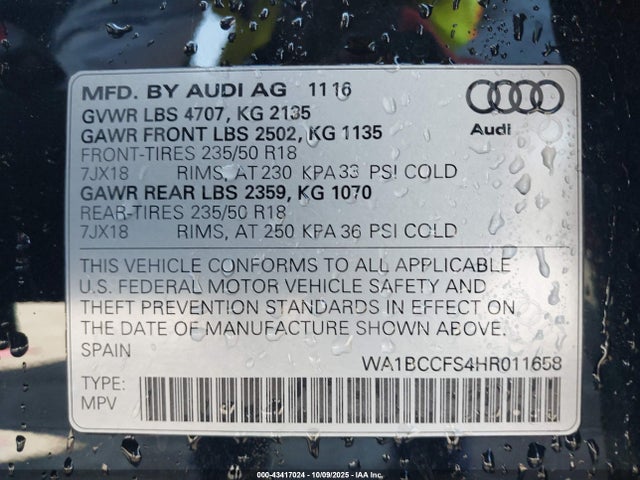 MFD. BY AUDI AG 11 16
GVWR LBS 4707, KG 2135
GAWR FRONT LBS 2502, KG 1135
FRONT-TIRES 235/50 R18
7JX18 RIMS, AT 230 KPA 33 PSI COLD
GAWR REAR LBS 2359, KG 1070
REAR-TIRES 235/50 R18
7JX18 RIMS, AT 250 KPA 36 PSI COLD
Audi
THIS VEHICLE CONFORMS TO ALL APPLICABLE
U.S. FEDERAL MOTOR VEHICLE SAFETY AND
THEFT PREVENTION STANDARDS IN EFFECT ON
THE DATE OF MANUFACTURE SHOWN ABOVE.
SPAIN
WA1BCCFS4HR011658
TYPE:
MPV
000-43417024 - 10/09/2025 - IAA Inc.